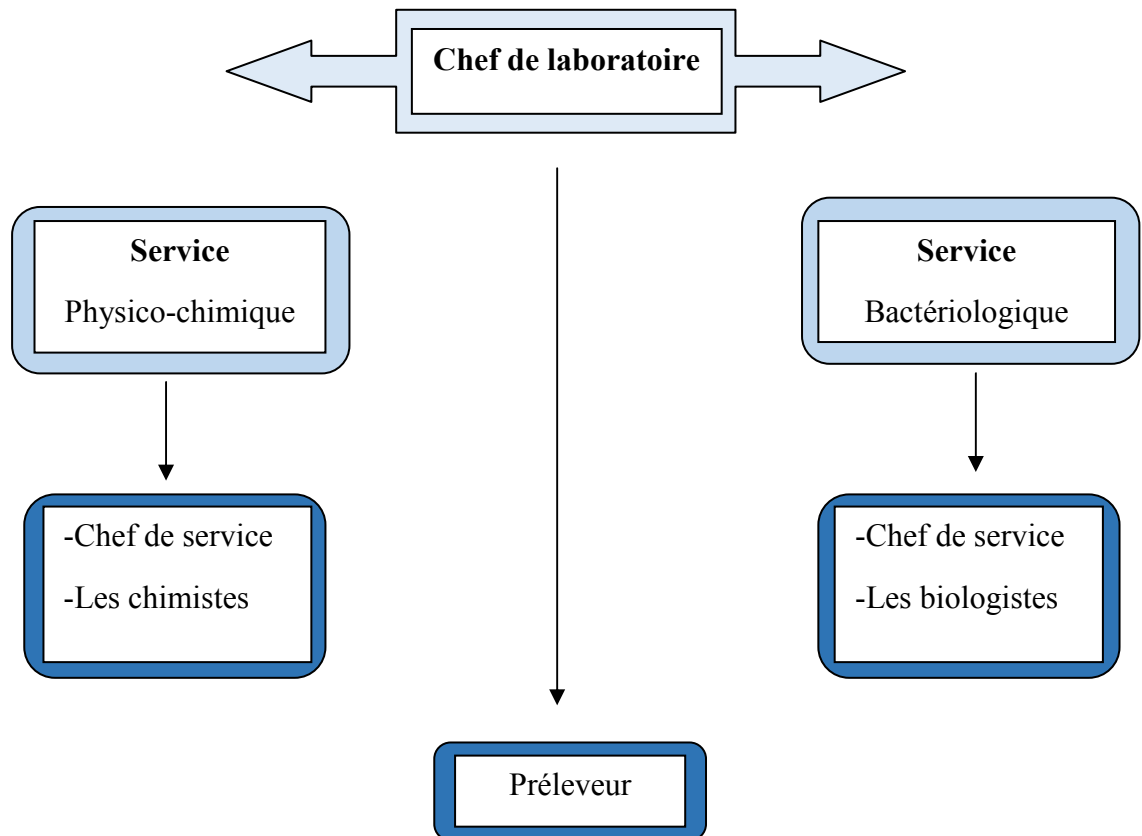 Chef de laboratoire
Service
Physico-chimique
Service
Bactériologique
-Chef de service
-Les chimistes
-Chef de service
-Les biologistes
Préleveur